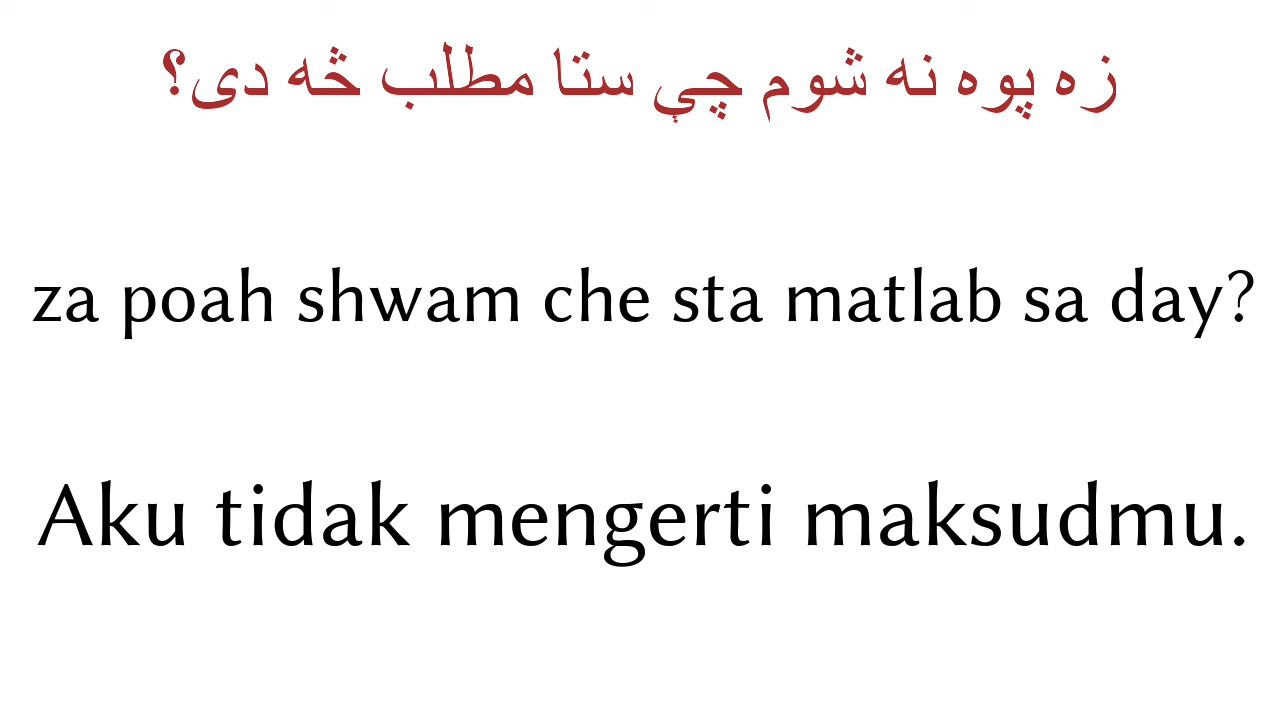 زه پوه نه شوم چې ستا مطلب څه دی؟
za poah shwam che sta matlab sa day?
Aku tidak mengerti maksudmu.